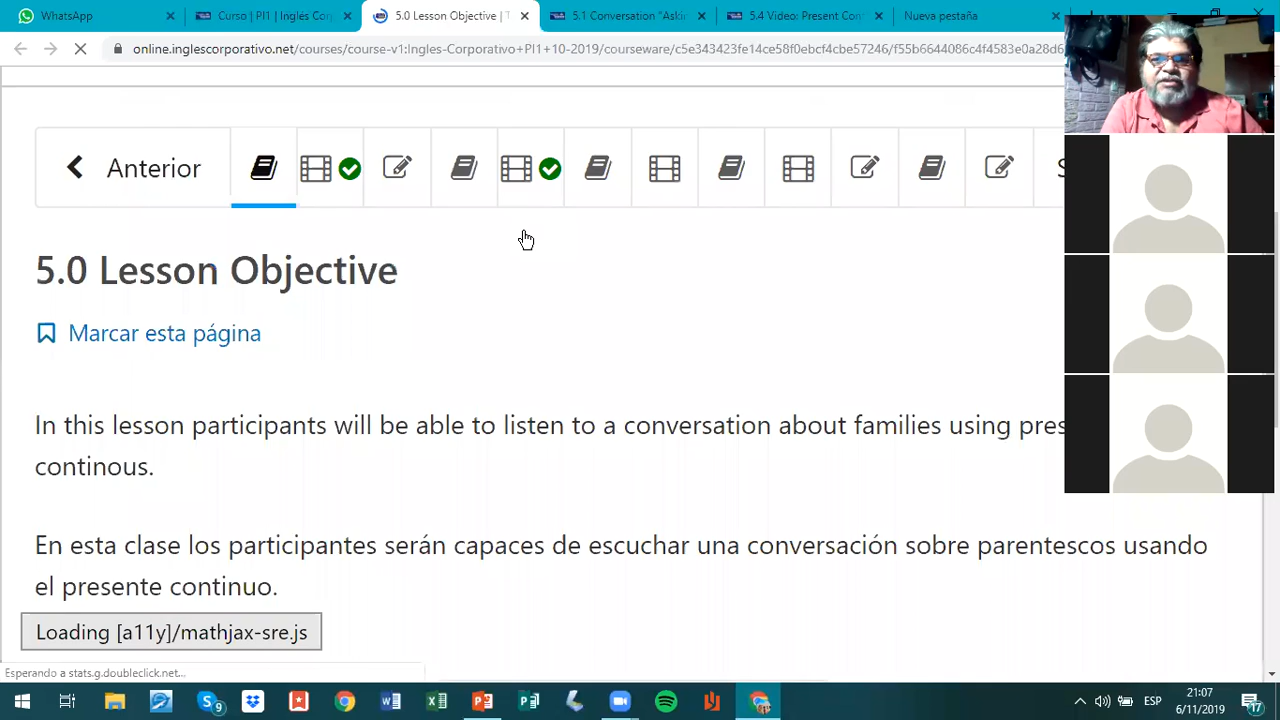 WhatsApp
Curso | PI1 | Ingles Cor
5.0 Lesson Objective |
5.1 Conversation "Aski
5.4 Video: Present Con
Nueva pestaña
online.inglescorporativo.net/courses/course-v1:Ingles-Corporativo+PI1+10-2019/courseware/c5e343423fe14ce58f0ebcf4cbe57246/f55b6644086c4f4583e0a28d6
Anterior
5.0 Lesson Objective
Marcar esta página
In this lesson participants will be able to listen to a conversation about families using pres
continous.
En esta clase los participantes serán capaces de escuchar una conversación sobre parentescos usando
el presente continuo.
Loading [a11y]/mathjax-sre.js
Esperando a stats.g.doubleclick.net...
9
ESP
21:07
6/11/2019
17